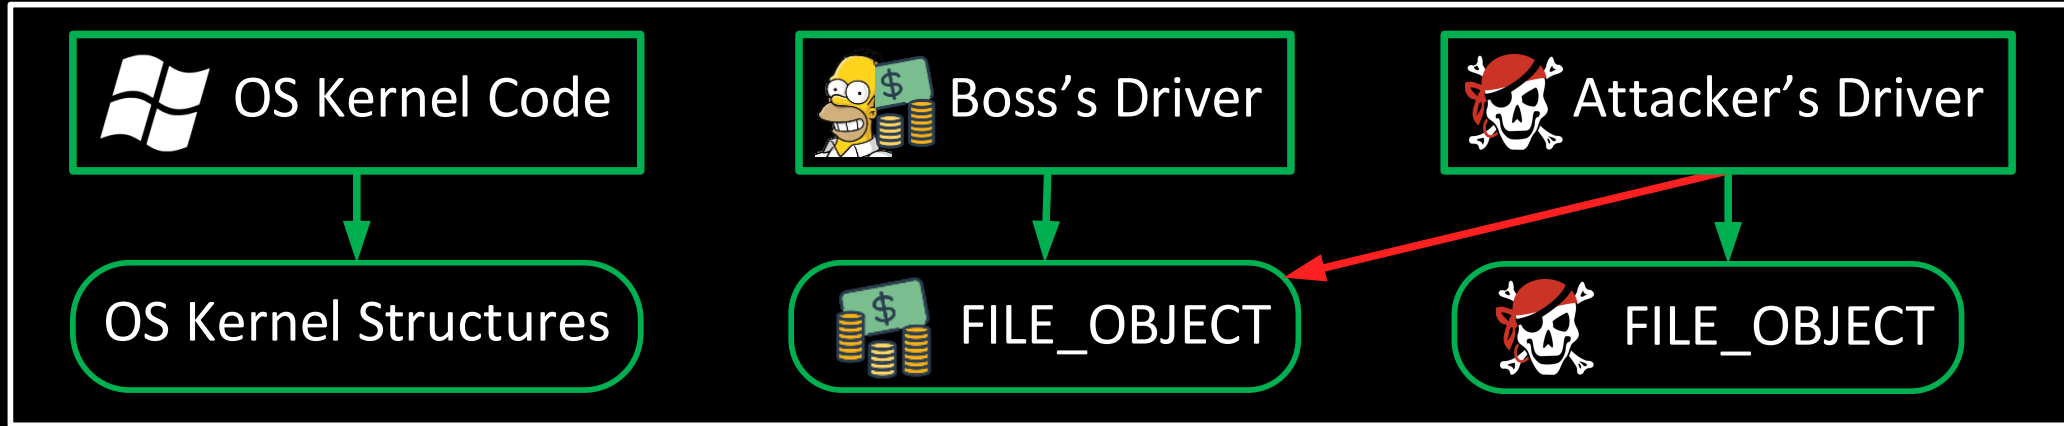 OS Kernel Code
Boss’s Driver
Attacker’s Driver
OS Kernel Structures
$ FILE_OBJECT
FILE_OBJECT